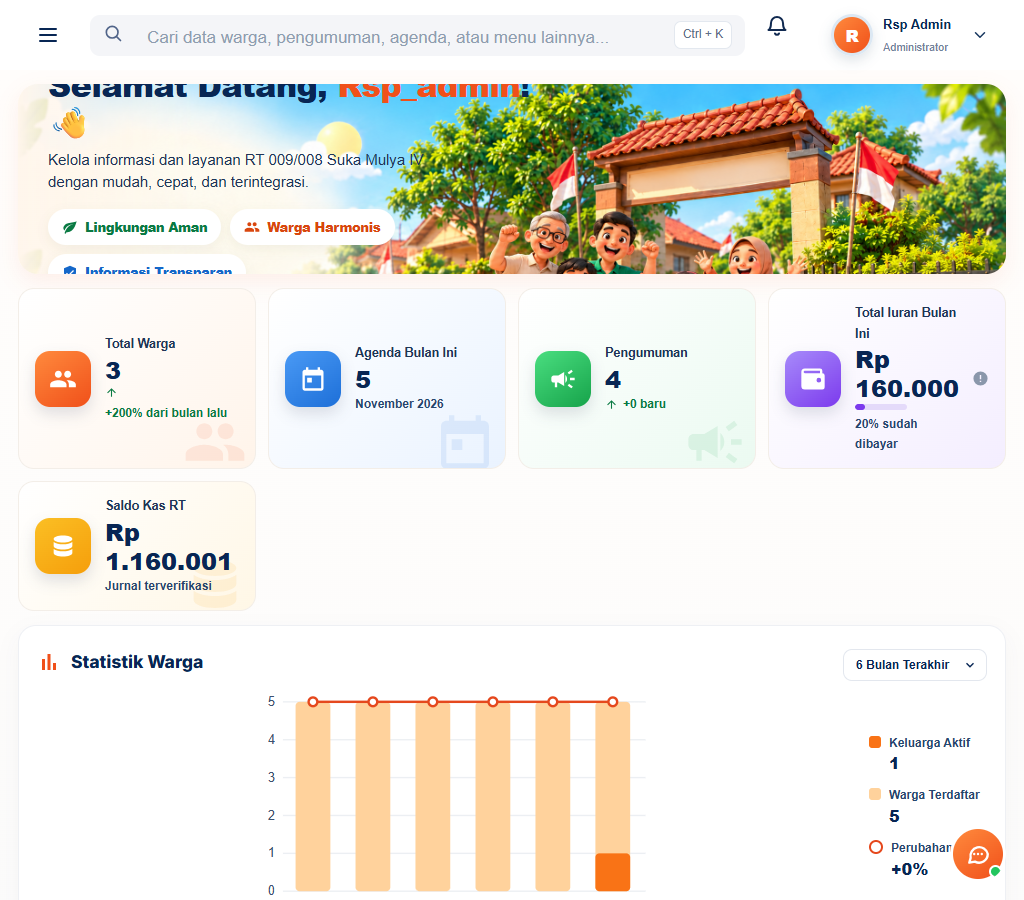 Cari data warga, pengumuman, agenda, atau menu lainnya...
Ctrl + K
R
Rsp Admin
Administrator
Selamat Datang, Rsp_admin!
👋
Kelola informasi dan layanan RT 009/008 Suka Mulya IV
dengan mudah, cepat, dan terintegrasi.
Lingkungan Aman
Warga Harmonis
Informasi Transparan
Total Warga
3
↑
+200% dari bulan lalu
Agenda Bulan Ini
5
November 2026
Pengumuman
4
↑ +0 baru
Total Iuran Bulan
Ini
Rp
160.000
20% sudah
dibayar
Saldo Kas RT
Rp
1.160.001
Jurnal terverifikasi
Statistik Warga
6 Bulan Terakhir
5
4
3
2
1
0
Keluarga Aktif
1
Warga Terdaftar
5
Perubahan
+0%